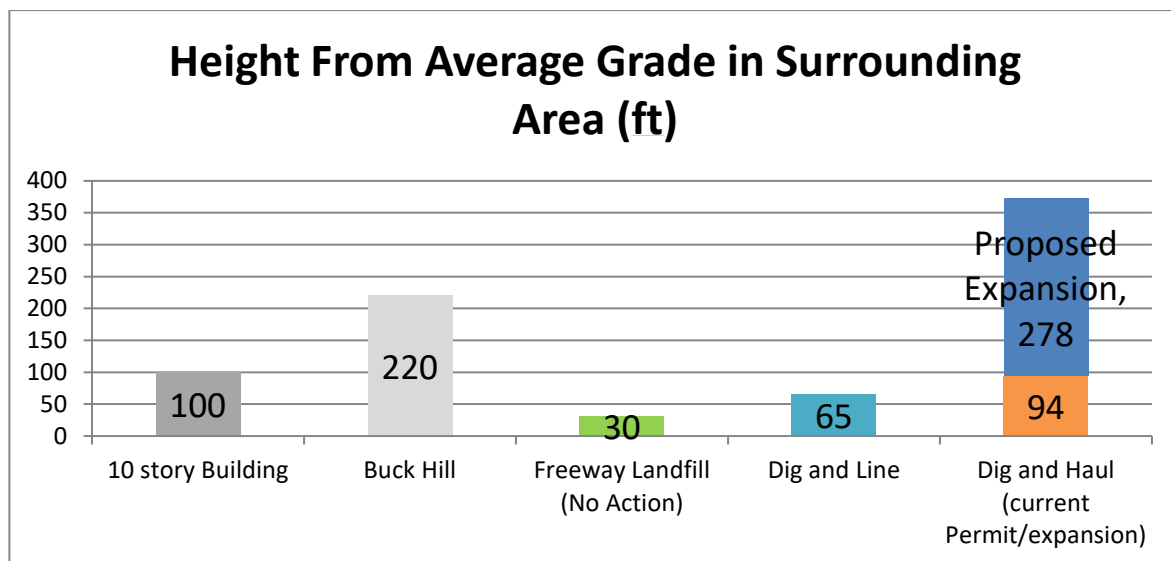 Height From Average Grade in Surrounding
Area (ft)
400
350
300
250
200
150
100
50
0
100
220
30
65
Proposed
Expansion,
278
94
10 story Building
Buck Hill
Freeway Landfill
(No Action)
Dig and Line
Dig and Haul
(current
Permit/expansion)